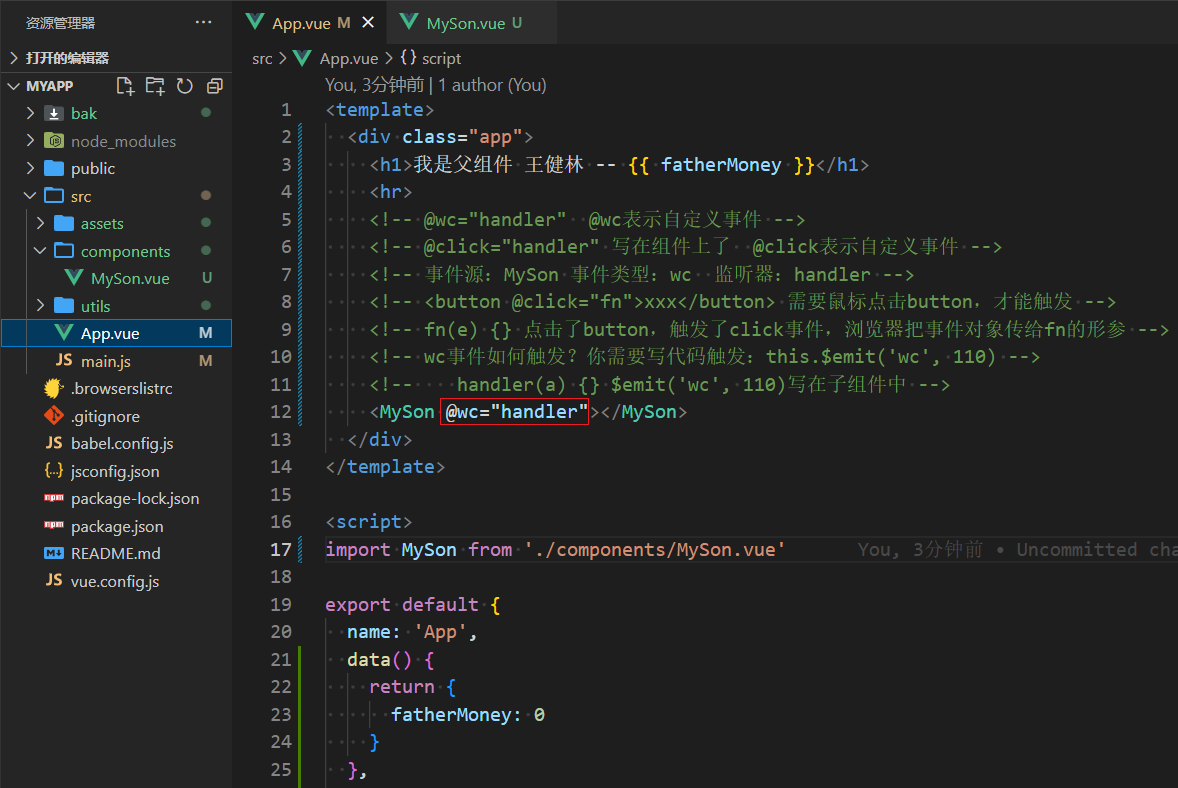 资源管理器 ···
打开的编辑器
MYAPP
bak
node_modules
public
src
assets
components
MySon.vue U
utils
App.vue M
JS main.js M
.browserslistrc
.gitignore
JS babel.config.js
{..} jsconfig.json
npm package-lock.json
npm package.json
README.md
JS vue.config.js
App.vue M
MySon.vue U
src > App.vue > {} script
You, 3分钟前 | 1 author (You)
1 <template>
2 <div class="app">
3 <h1>我是父组件 王健林 -- {{ fatherMoney }}</h1>
4 <hr>
5 <!-- @wc="handler" @wc表示自定义事件 -->
6 <!-- @click="handler" 写在组件上了 @click表示自定义事件 -->
7 <!-- 事件源：MySon 事件类型：wc 监听器：handler -->
8 <!-- <button @click="fn">xxx</button> 需要鼠标点击button，才能触发 -->
9 <!-- fn(e) {} 点击了button，触发了click事件，浏览器把事件对象传给fn的形参 -->
10 <!-- wc事件如何触发？你需要写代码触发：this.$emit('wc', 110) -->
11 <!-- handler(a) {} $emit('wc', 110)写在子组件中 -->
12 <MySon @wc="handler"></MySon>
13 </div>
14 </template>
15
16 <script>
17 import MySon from './components/MySon.vue' You, 3分钟前 • Uncommitted cha
18
19 export default {
20 name: 'App',
21 data() {
22 return {
23 fatherMoney: 0
24 }
25 },